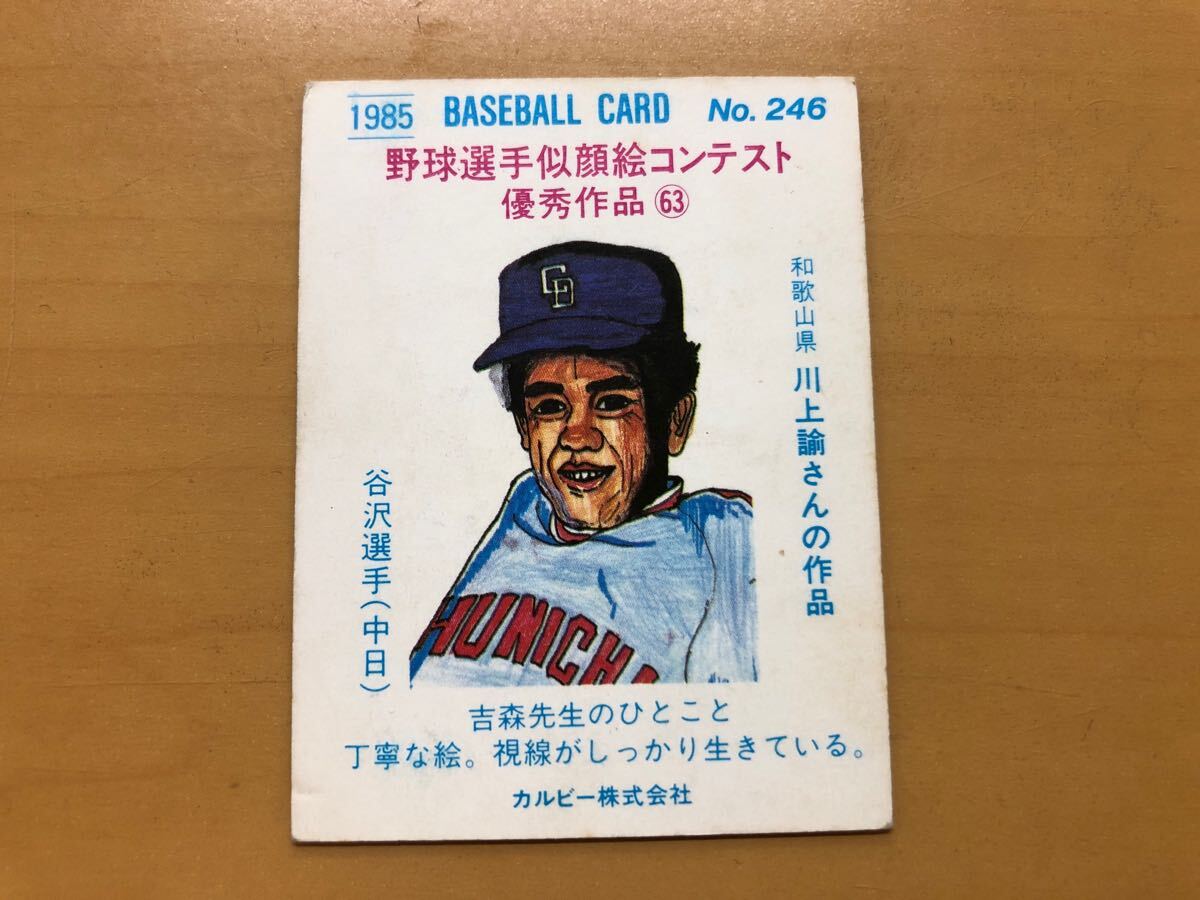 1985 BASEBALL CARD No. 246
野球選手似顔絵コンテスト
優秀作品㊿
和歌山県 川上諭さんの作品
谷沢選手(中日)
CD
HUNICH
吉森先生のひとこと
丁寧な絵。視線がしっかり生きている。
カルビー株式会社